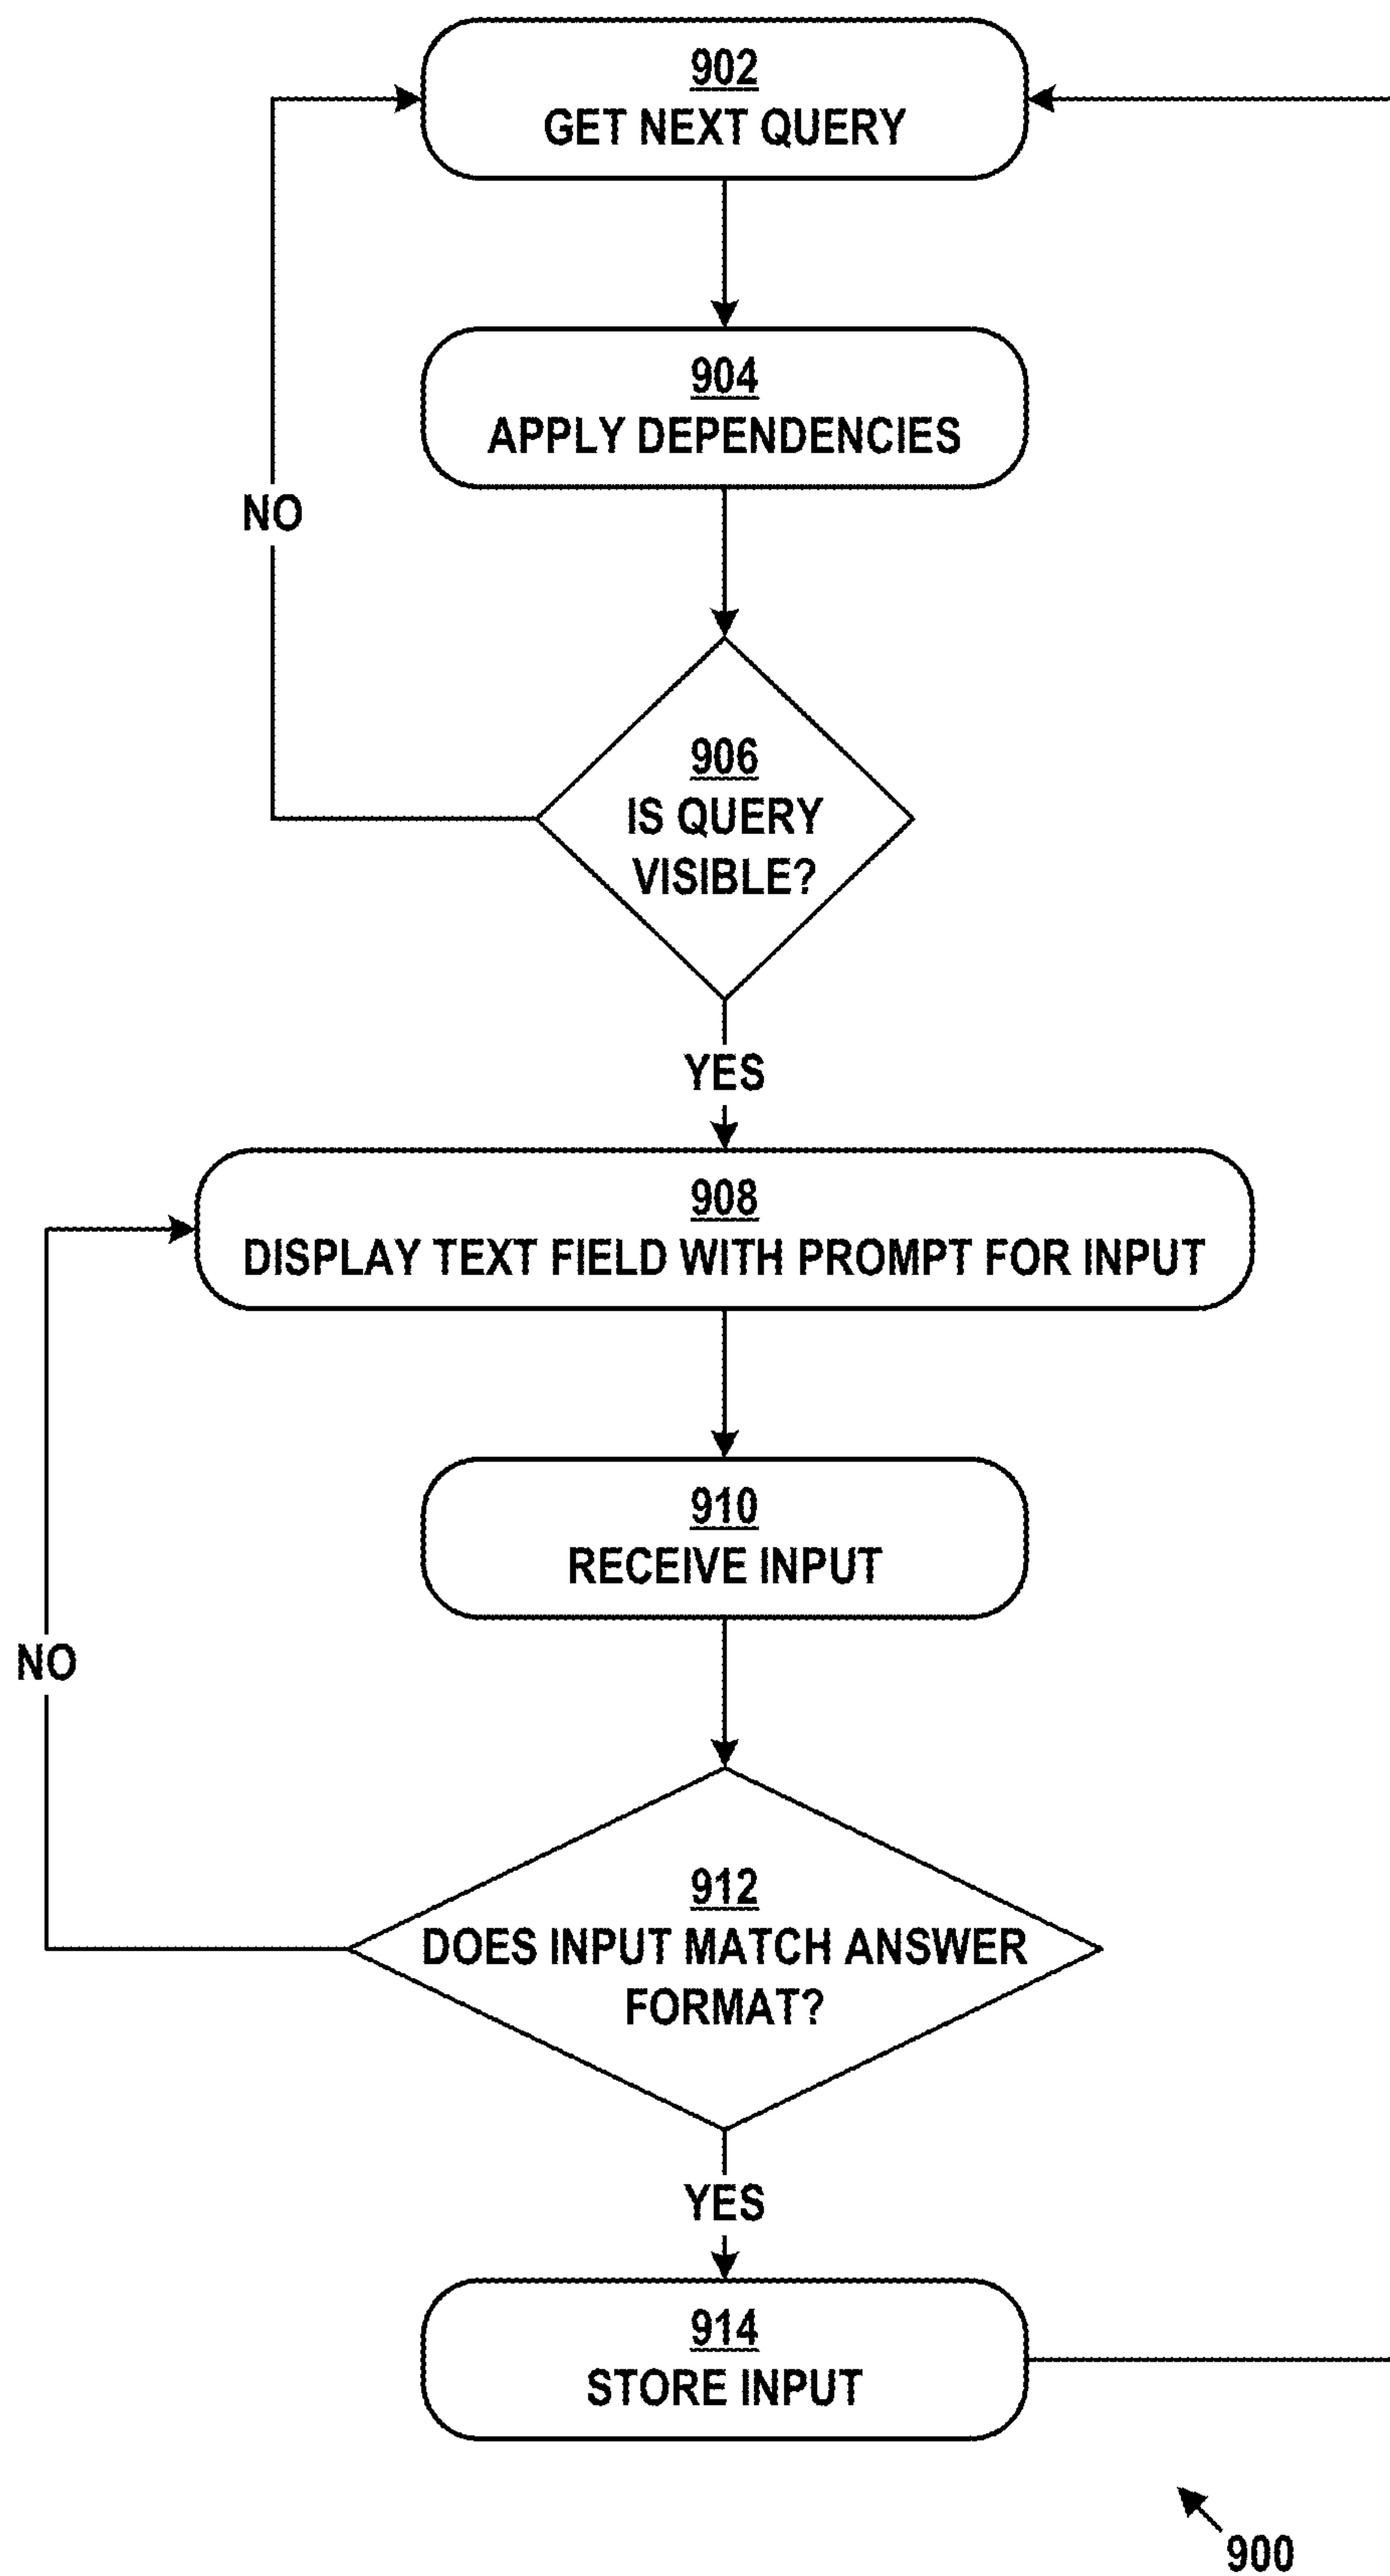 902
GET NEXT QUERY
904
APPLY DEPENDENCIES
NO
906
IS QUERY
VISIBLE?
YES
908
DISPLAY TEXT FIELD WITH PROMPT FOR INPUT
910
RECEIVE INPUT
NO
912
DOES INPUT MATCH ANSWER
FORMAT?
YES
914
STORE INPUT
900